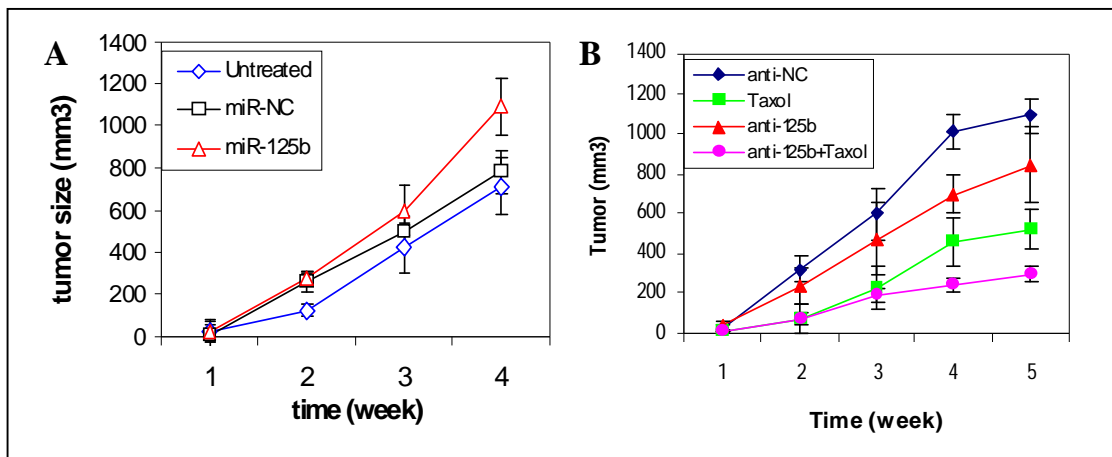 A
1400
1200
1000
800
600
400
200
0
tumor size (mm3)
Untreated
miR-NC
miR-125b
1 2 3 4
time (week)
B
1400
1200
1000
800
600
400
200
0
Tumor (mm3)
anti-NC
Taxol
anti-125b
anti-125b+Taxol
1 2 3 4 5
Time (week)